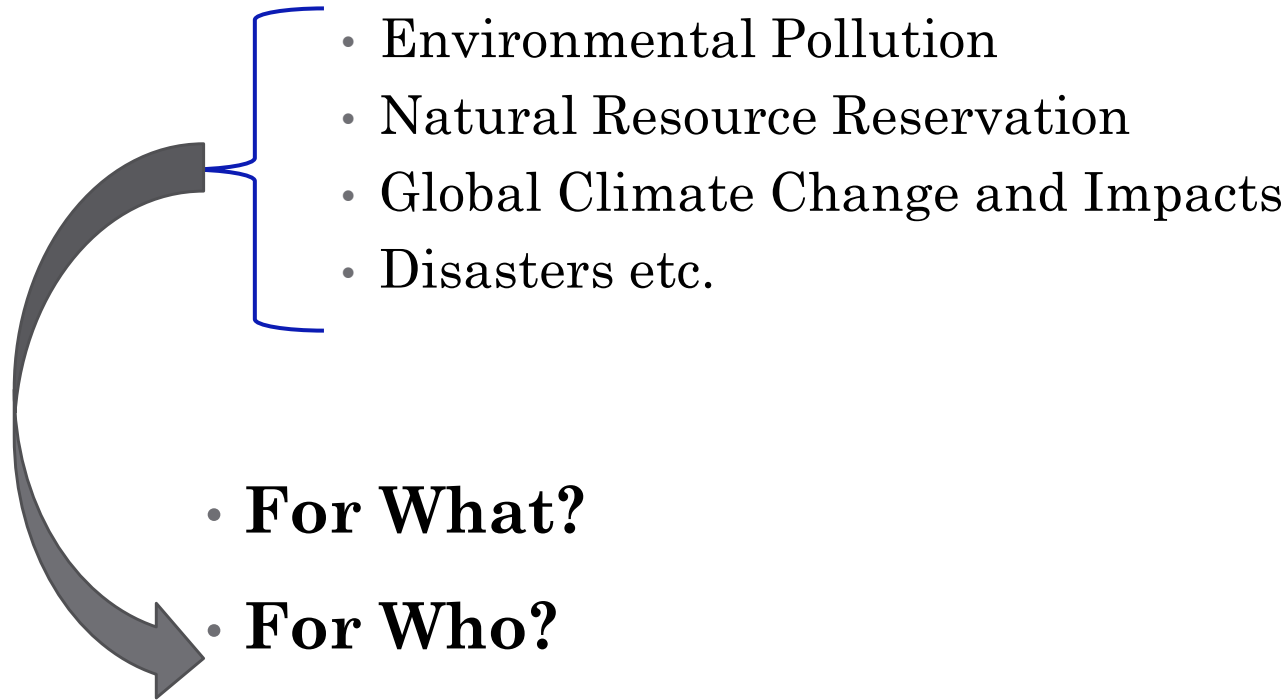 • Environmental Pollution
• Natural Resource Reservation
• Global Climate Change and Impacts
• Disasters etc.
• For What?
• For Who?